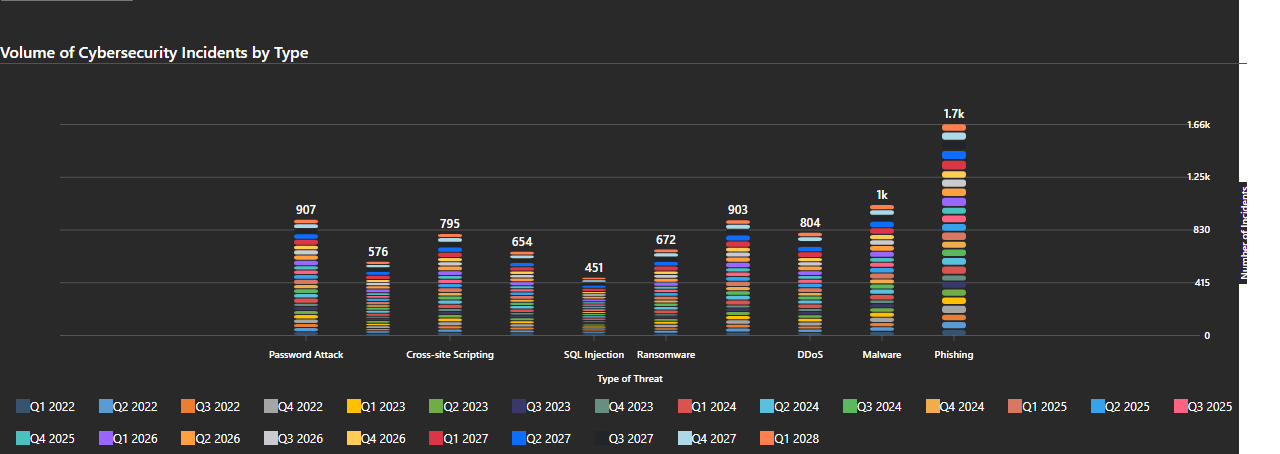 Volume of Cybersecurity Incidents by Type
1.7k
1.66k
1.25k
1k
907
903
804
795
830
672
654
576
451
415
0
Number of Incidents
Password Attack
Cross-site Scripting
SQL Injection
Ransomware
DDoS
Malware
Phishing
Type of Threat
Q1 2022 Q2 2022 Q3 2022 Q4 2022 Q1 2023 Q2 2023 Q3 2023 Q4 2023 Q1 2024 Q2 2024 Q3 2024 Q4 2024 Q1 2025 Q2 2025 Q3 2025
Q4 2025 Q1 2026 Q2 2026 Q3 2026 Q4 2026 Q1 2027 Q2 2027 Q3 2027 Q4 2027 Q1 2028